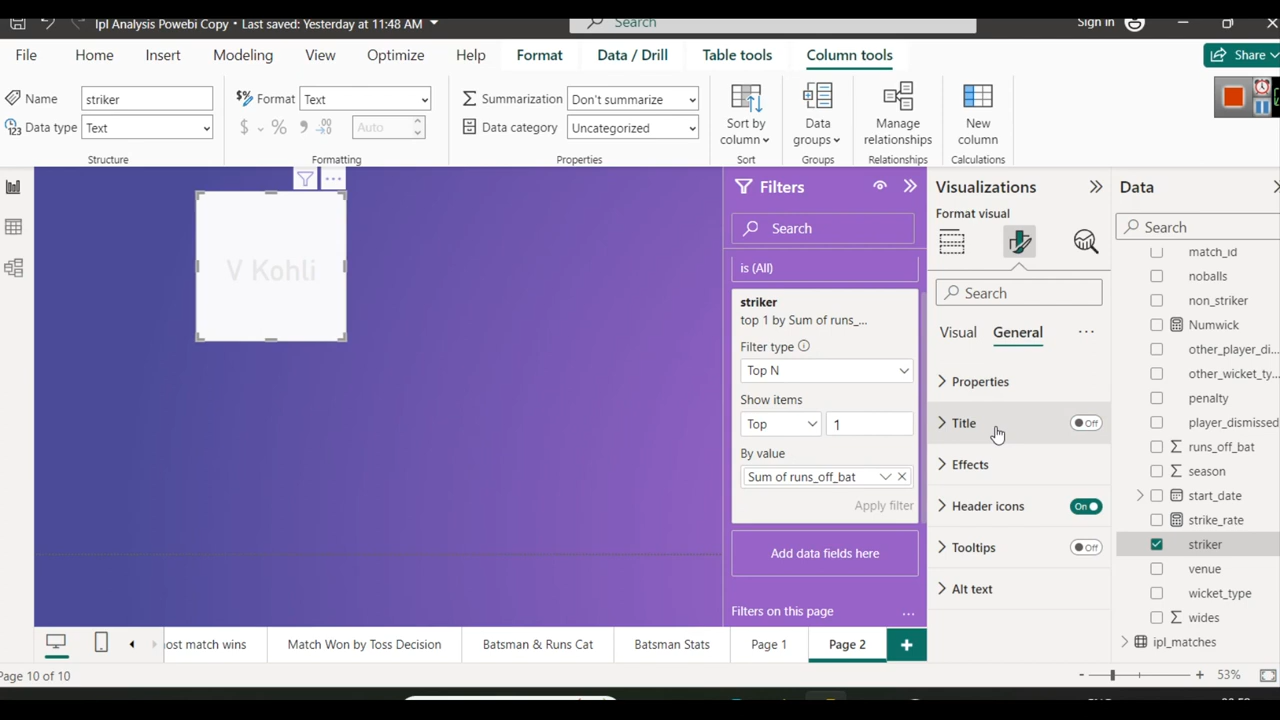 Ipl Analysis Powebi Copy • Last saved: Yesterday at 11:48 AM
Search
Sign in
File Home Insert Modeling View Optimize Help Format Data / Drill Table tools Column tools
Share
Name striker
Format Text
Summarization Don't summarize
Data type Text
$ % Auto
Data category Uncategorized
Sort by column
Data groups
Manage relationships
New column
Structure Formatting Properties Sort Groups Relationships Calculations
V Kohli
Filters
Search
is (All)
striker
top 1 by Sum of runs_...
Filter type
Top N
Show items
Top 1
By value
Sum of runs_off_bat
Apply filter
Add data fields here
Filters on this page
Visualizations
Format visual
Search
Visual General
Properties
Title Off
Effects
Header icons On
Tooltips Off
Alt text
Data
Search
match_id
noballs
non_striker
Numwick
other_player_di...
other_wicket_ty...
penalty
player_dismissed
runs_off_bat
season
start_date
strike_rate
striker
venue
wicket_type
wides
ipl_matches
ost match wins Match Won by Toss Decision Batsman & Runs Cat Batsman Stats Page 1 Page 2
Page 10 of 10
- + 53%